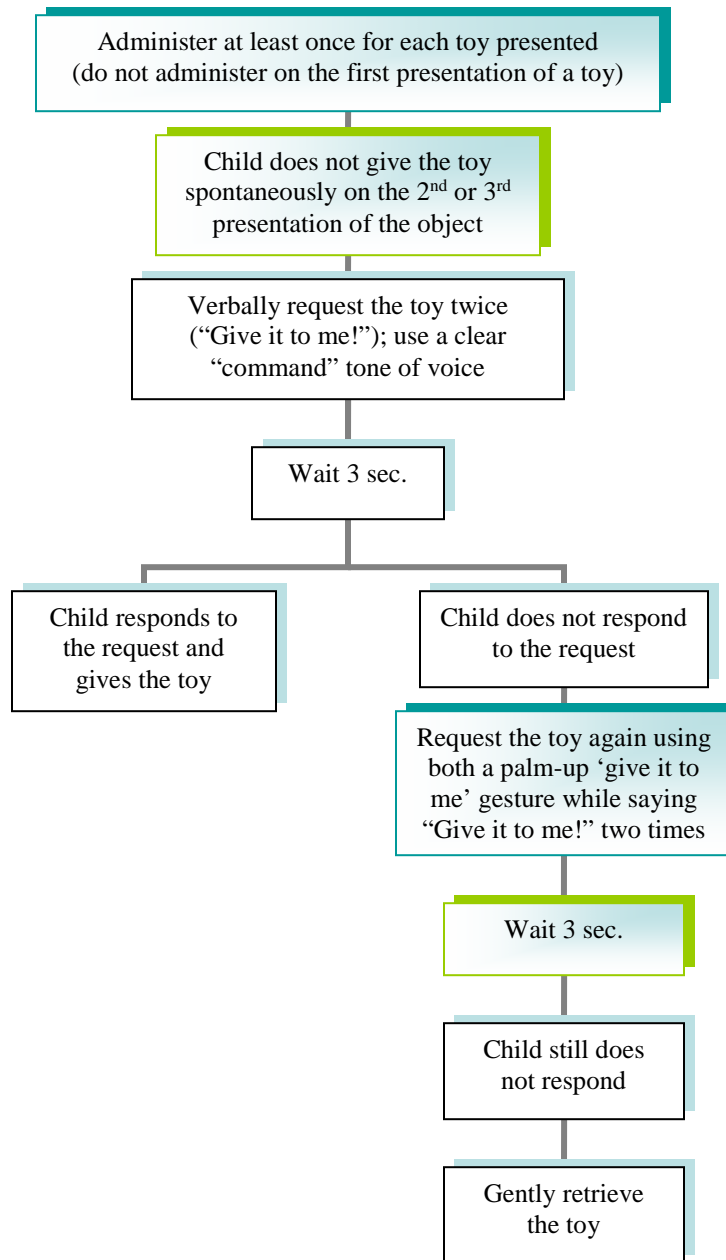 Administer at least once for each toy presented
(do not administer on the first presentation of a toy)
Child does not give the toy
spontaneously on the 2nd or 3rd
presentation of the object
Verbally request the toy twice
(“Give it to me!”); use a clear
“command” tone of voice
Wait 3 sec.
Child responds to
the request and
gives the toy
Child does not respond
to the request
Request the toy again using
both a palm-up ‘give it to
me’ gesture while saying
“Give it to me!” two times
Wait 3 sec.
Child still does
not respond
Gently retrieve
the toy